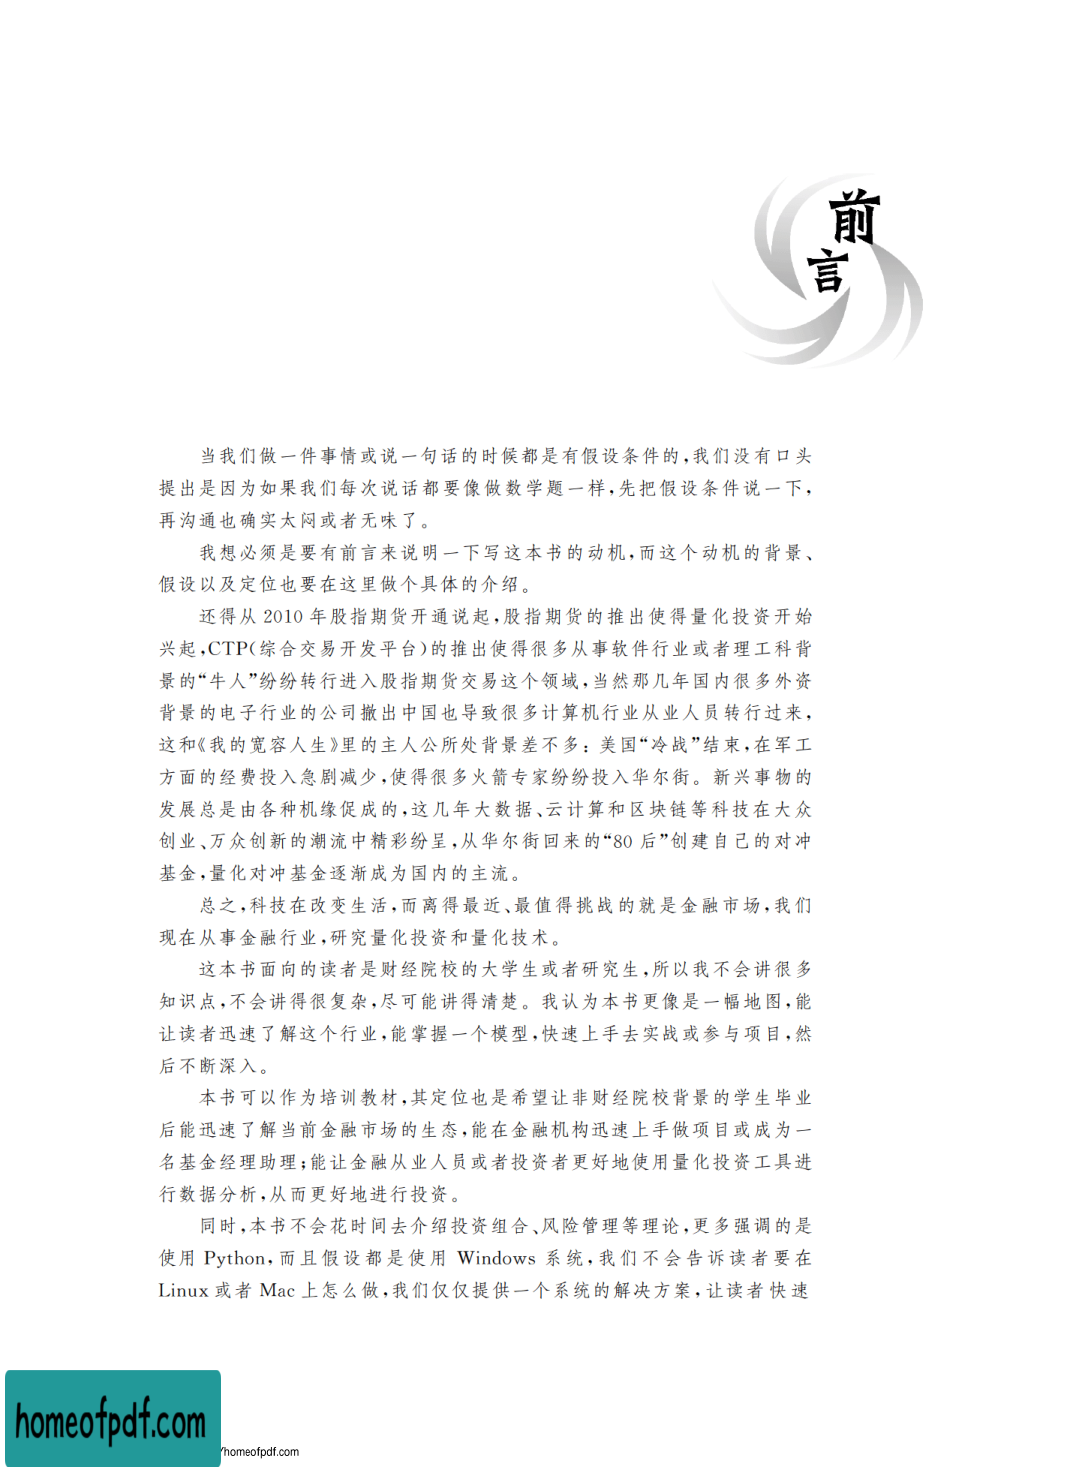 前言
当我们做一件事情或说一句话的时候都是有假设条件的,我们没有口头
提出是因为如果我们每次说话都要像做数学题一样,先把假设条件说一下,
再沟通也确实太闷或者无味了。
我想必须是要有前言来说明一下写这本书的动机,而这个动机的背景、
假设以及定位也要在这里做个具体的介绍。
还得从 2010 年股指期货开通说起,股指期货的推出使得量化投资开始
兴起,CTP(综合交易开发平台)的推出使得很多从事软件行业或者理工科背
景的“牛人”纷纷转行进入股指期货交易这个领域,当然那几年国内很多外资
背景的电子行业的公司撤出中国也导致很多计算机行业从业人员转行过来,
这和《我的宽容人生》里的主人公所处背景差不多: 美国“冷战”结束,在军工
方面的经费投入急剧减少,使得很多火箭专家纷纷投入华尔街。 新兴事物的
发展总是由各种机缘促成的,这几年大数据、云计算和区块链等科技在大众
创业、万众创新的潮流中精彩纷呈,从华尔街回来的“80 后”创建自己的对冲
基金,量化对冲基金逐渐成为国内的主流。
总之,科技在改变生活,而离得最近、最值得挑战的就是金融市场,我们
现在从事金融行业,研究量化投资和量化技术。
这本书面向的读者是财经院校的大学生或者研究生,所以我不会讲很多
知识点,不会讲得很复杂,尽可能讲得清楚。 我认为本书更像是一幅地图,能
让读者迅速了解这个行业,能掌握一个模型,快速上手去实战或参与项目,然
后不断深入。
本书可以作为培训教材,其定位也是希望让非财经院校背景的学生毕业
后能迅速了解当前金融市场的生态,能在金融机构迅速上手做项目或成为一
名基金经理助理;能让金融从业人员或者投资者更好地使用量化投资工具进
行数据分析,从而更好地进行投资。
同时,本书不会花时间去介绍投资组合、风险管理等理论,更多强调的是
使用 Python,而且假设都是使用 Windows 系统,我们不会告诉读者要在
Linux 或者 Mac 上怎么做,我们仅仅提供一个系统的解决方案,让读者快速
homeofpdf.com
/homeofpdf.com